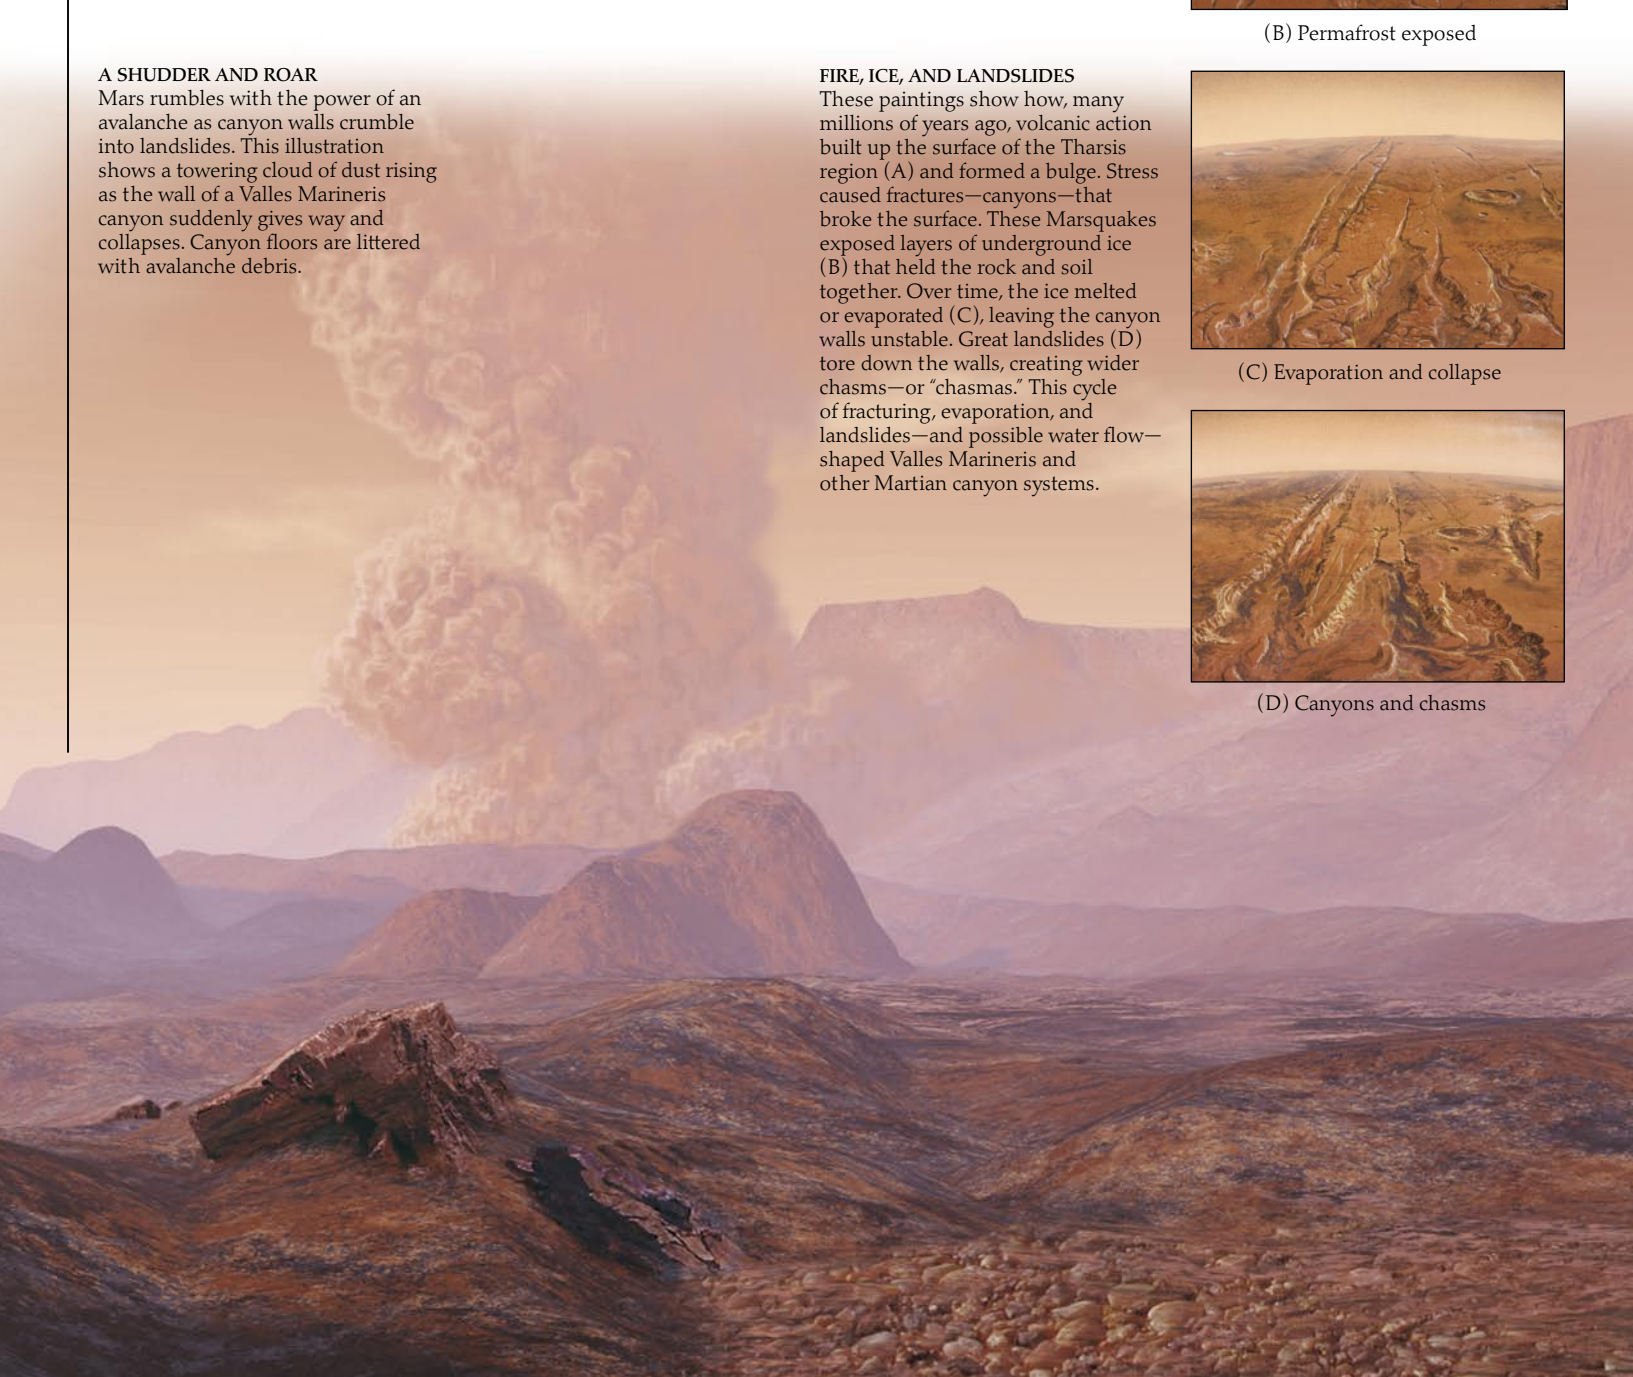 (B) Permafrost exposed
A SHUDDER AND ROAR
Mars rumbles with the power of an
avalanche as canyon walls crumble
into landslides. This illustration
shows a towering cloud of dust rising
as the wall of a Valles Marineris
canyon suddenly gives way and
collapses. Canyon floors are littered
with avalanche debris.
FIRE, ICE, AND LANDSLIDES
These paintings show how, many
millions of years ago, volcanic action
built up the surface of the Tharsis
region (A) and formed a bulge. Stress
caused fractures—canyons—that
broke the surface. These Marsquakes
exposed layers of underground ice
(B) that held the rock and soil
together. Over time, the ice melted
or evaporated (C), leaving the canyon
walls unstable. Great landslides (D)
tore down the walls, creating wider
chasms—or “chasmas.” This cycle
of fracturing, evaporation, and
landslides—and possible water flow—
shaped Valles Marineris and
other Martian canyon systems.
(C) Evaporation and collapse
(D) Canyons and chasms